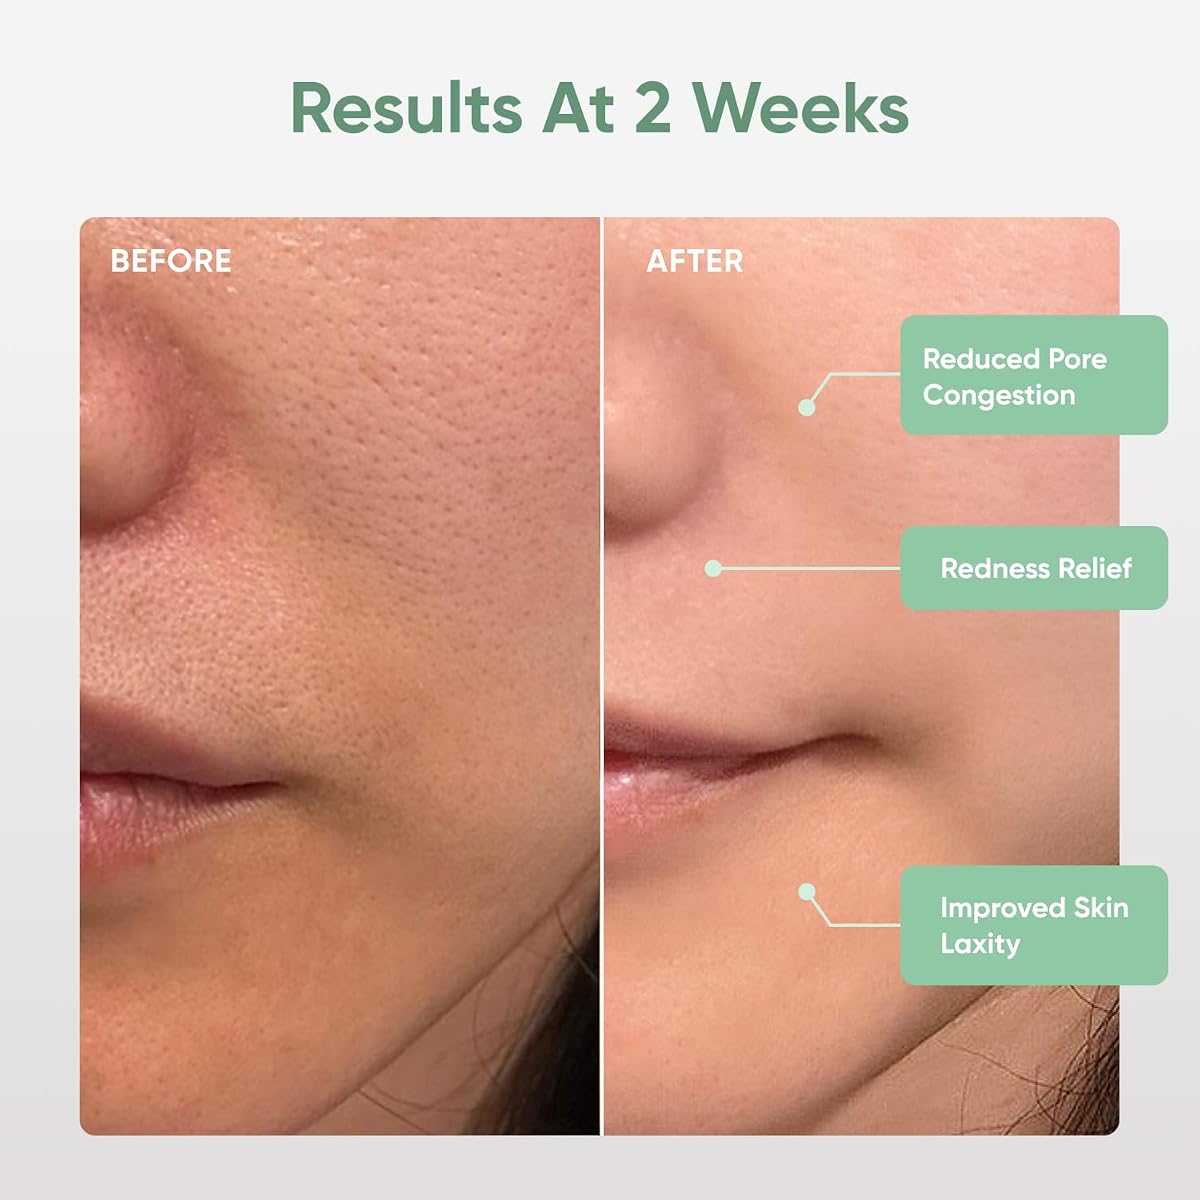 Results At 2 Weeks
BEFORE
AFTER
Reduced Pore
Congestion
Redness Relief
Improved Skin
Laxity